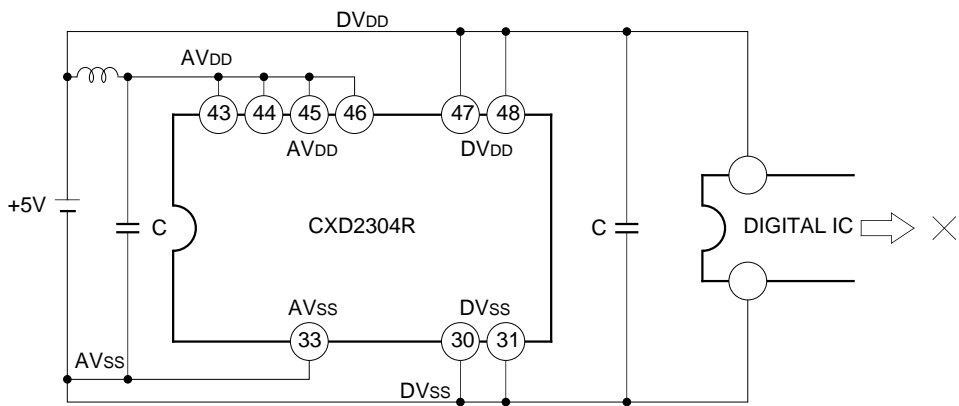 DVDD
AVDD
43 44 45 46 47 48
AVDD DVDD
+5V C CXD2304R C DIGITAL IC
AVSS DVSS
33 30 31
AVSS
DVSS